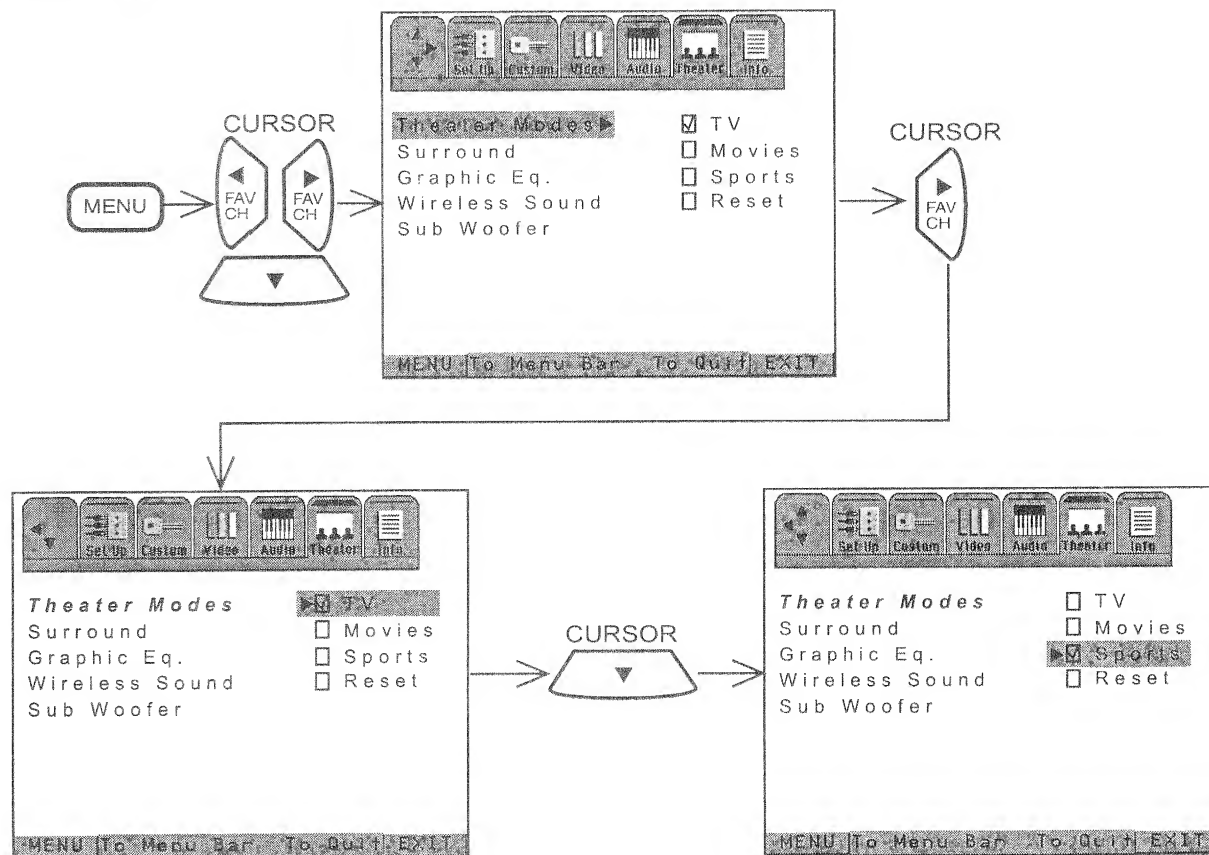 Set Up Custom Video Audio Theater Info
CURSOR
Theater Modes
TV
Surround
Movies
Graphic Eq.
Sports
Wireless Sound
Reset
Sub Woofer
MENU To Menu Bar To Quit EXIT
MENU
FAV
CH
FAV
CH
CURSOR
FAV
CH
Set Up Custom Video Audio Theater Info
Theater Modes
TV
Surround
Movies
Graphic Eq.
Sports
Wireless Sound
Reset
Sub Woofer
MENU To Menu Bar To Quit EXIT
CURSOR
Set Up Custom Video Audio Theater Info
Theater Modes
TV
Surround
Movies
Graphic Eq.
Sports
Wireless Sound
Reset
Sub Woofer
MENU To Menu Bar To Quit EXIT